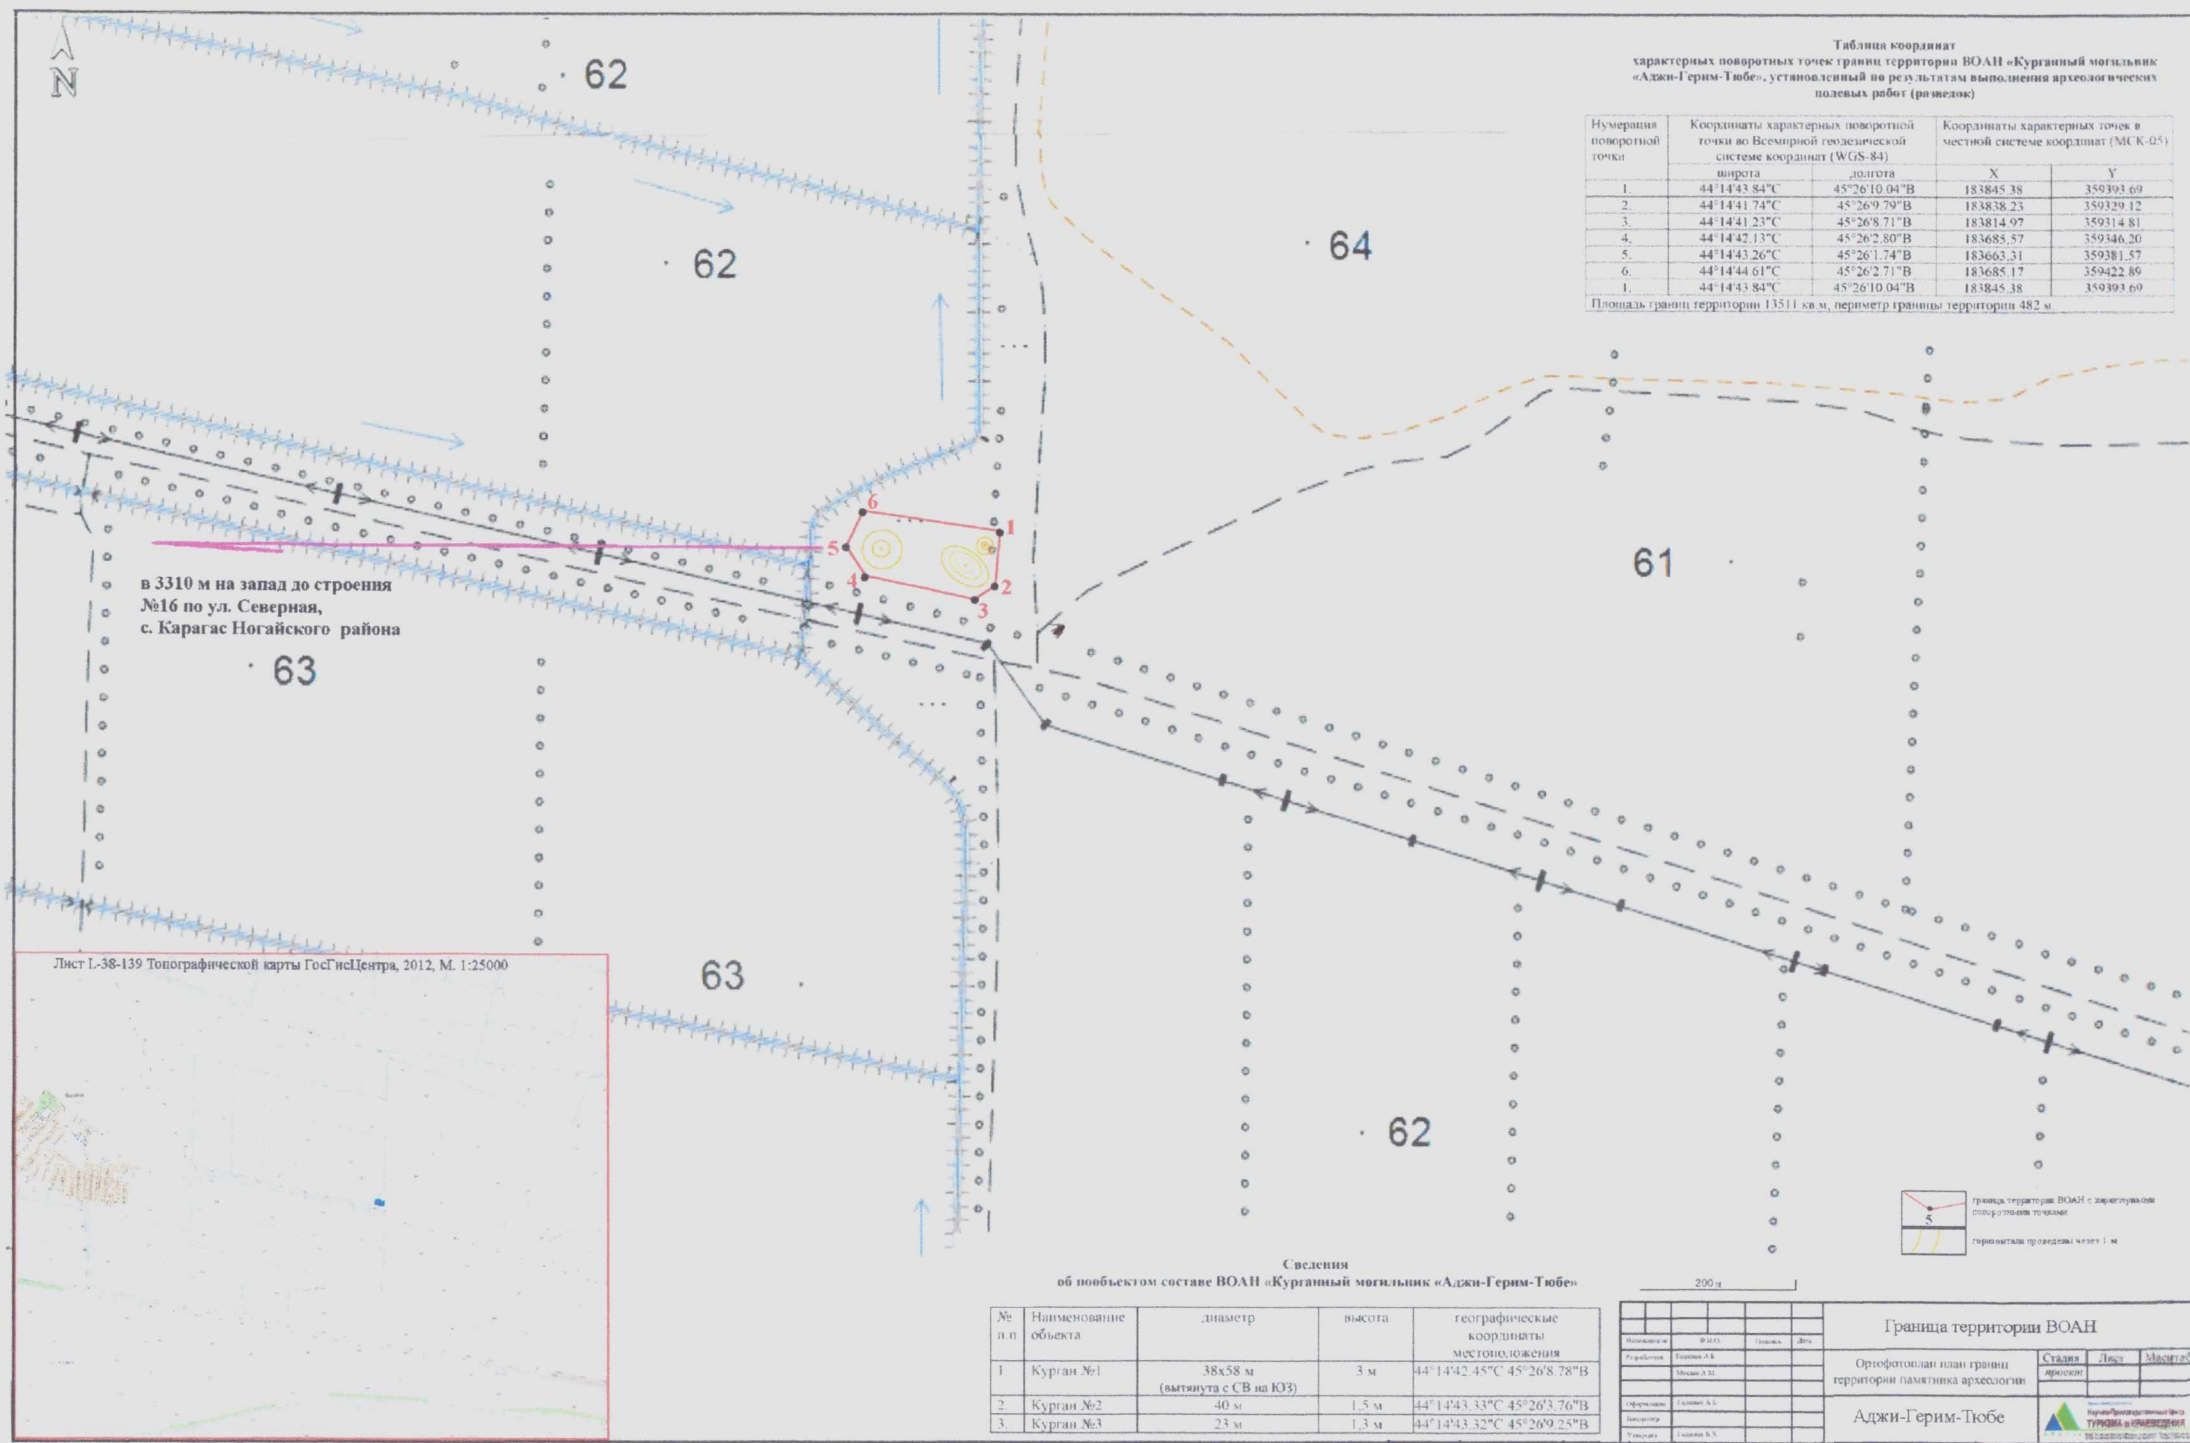 N
62
62
64
61
63
63
62
Таблица координат
характерных поворотных точек границ территории ВОАН «Курганный могильник
«Аджи-Герим-Тюбе», установленный по результатам выполнения археологических
полевых работ (разведок)
Нумерация поворотной точки | Координаты характерных поворотной точки во Всемирной геодезической системе координат (WGS-84) | Координаты характерных точек в местной системе координат (МСК-05)
широта | долгота | X | Y
1. | 44°14'43.84"С | 45°26'10.04"В | 183845.38 | 359393.69
2. | 44°14'41.74"С | 45°26'9.79"В | 183838.23 | 359329.12
3. | 44°14'41.23"С | 45°26'8.71"В | 183814.97 | 359314.81
4. | 44°14'42.13"С | 45°26'2.80"В | 183685.57 | 359346.20
5. | 44°14'43.26"С | 45°26'1.74"В | 183663.31 | 359381.57
6. | 44°14'44.61"С | 45°26'2.71"В | 183685.17 | 359422.89
1. | 44°14'43.84"С | 45°26'10.04"В | 183845.38 | 359393.69
Площадь границ территории 13511 кв.м, периметр границы территории 482 м.
6
1
5
4
2
3
в 3310 м на запад до строения
№16 по ул. Северная,
с. Карагас Ногайского района
Лист L-38-139 Топографической карты ГосГисЦентра, 2012, М. 1:25000
граница территории ВОАН с характерными
поворотными точками
горизонтали проведены через 1 м
200 м
Сведения
об пообъектом составе ВОАН «Курганный могильник «Аджи-Герим-Тюбе»
№ п.п | Наименование объекта | диаметр | высота | географические координаты местоположения
1 | Курган №1 | 38х58 м (вытянута с СВ на ЮЗ) | 3 м | 44°14'42.45"С 45°26'8.78"В
2 | Курган №2 | 40 м | 1,5 м | 44°14'43.33"С 45°26'3.76"В
3. | Курган №3 | 23 м | 1,3 м | 44°14'43.32"С 45°26'9.25"В
Граница территории ВОАН
Ортофотоплан план границ
территории памятника археологии
Стадия | Лист | Масштаб
проект
Аджи-Герим-Тюбе